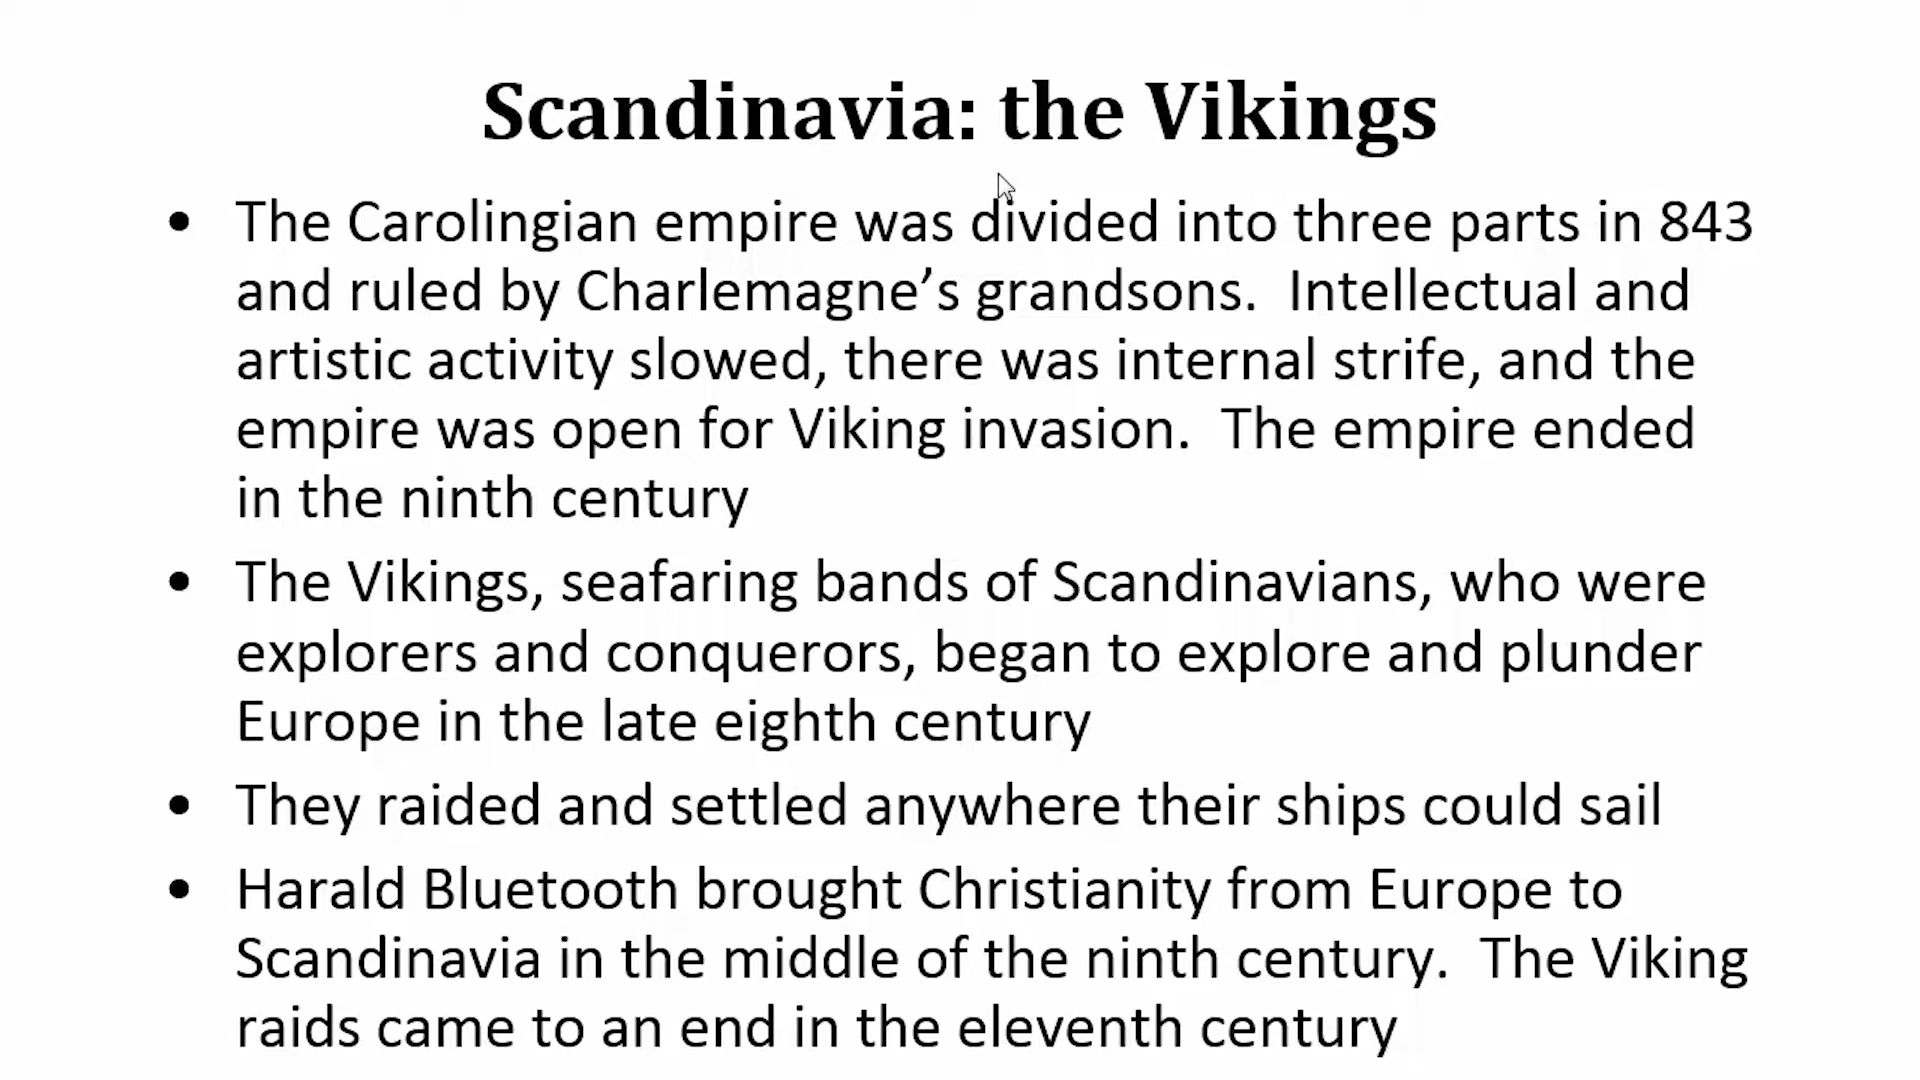 Scandinavia: the Vikings
• The Carolingian empire was divided into three parts in 843
and ruled by Charlemagne’s grandsons.  Intellectual and
artistic activity slowed, there was internal strife, and the
empire was open for Viking invasion.  The empire ended
in the ninth century
• The Vikings, seafaring bands of Scandinavians, who were
explorers and conquerors, began to explore and plunder
Europe in the late eighth century
• They raided and settled anywhere their ships could sail
• Harald Bluetooth brought Christianity from Europe to
Scandinavia in the middle of the ninth century.  The Viking
raids came to an end in the eleventh century